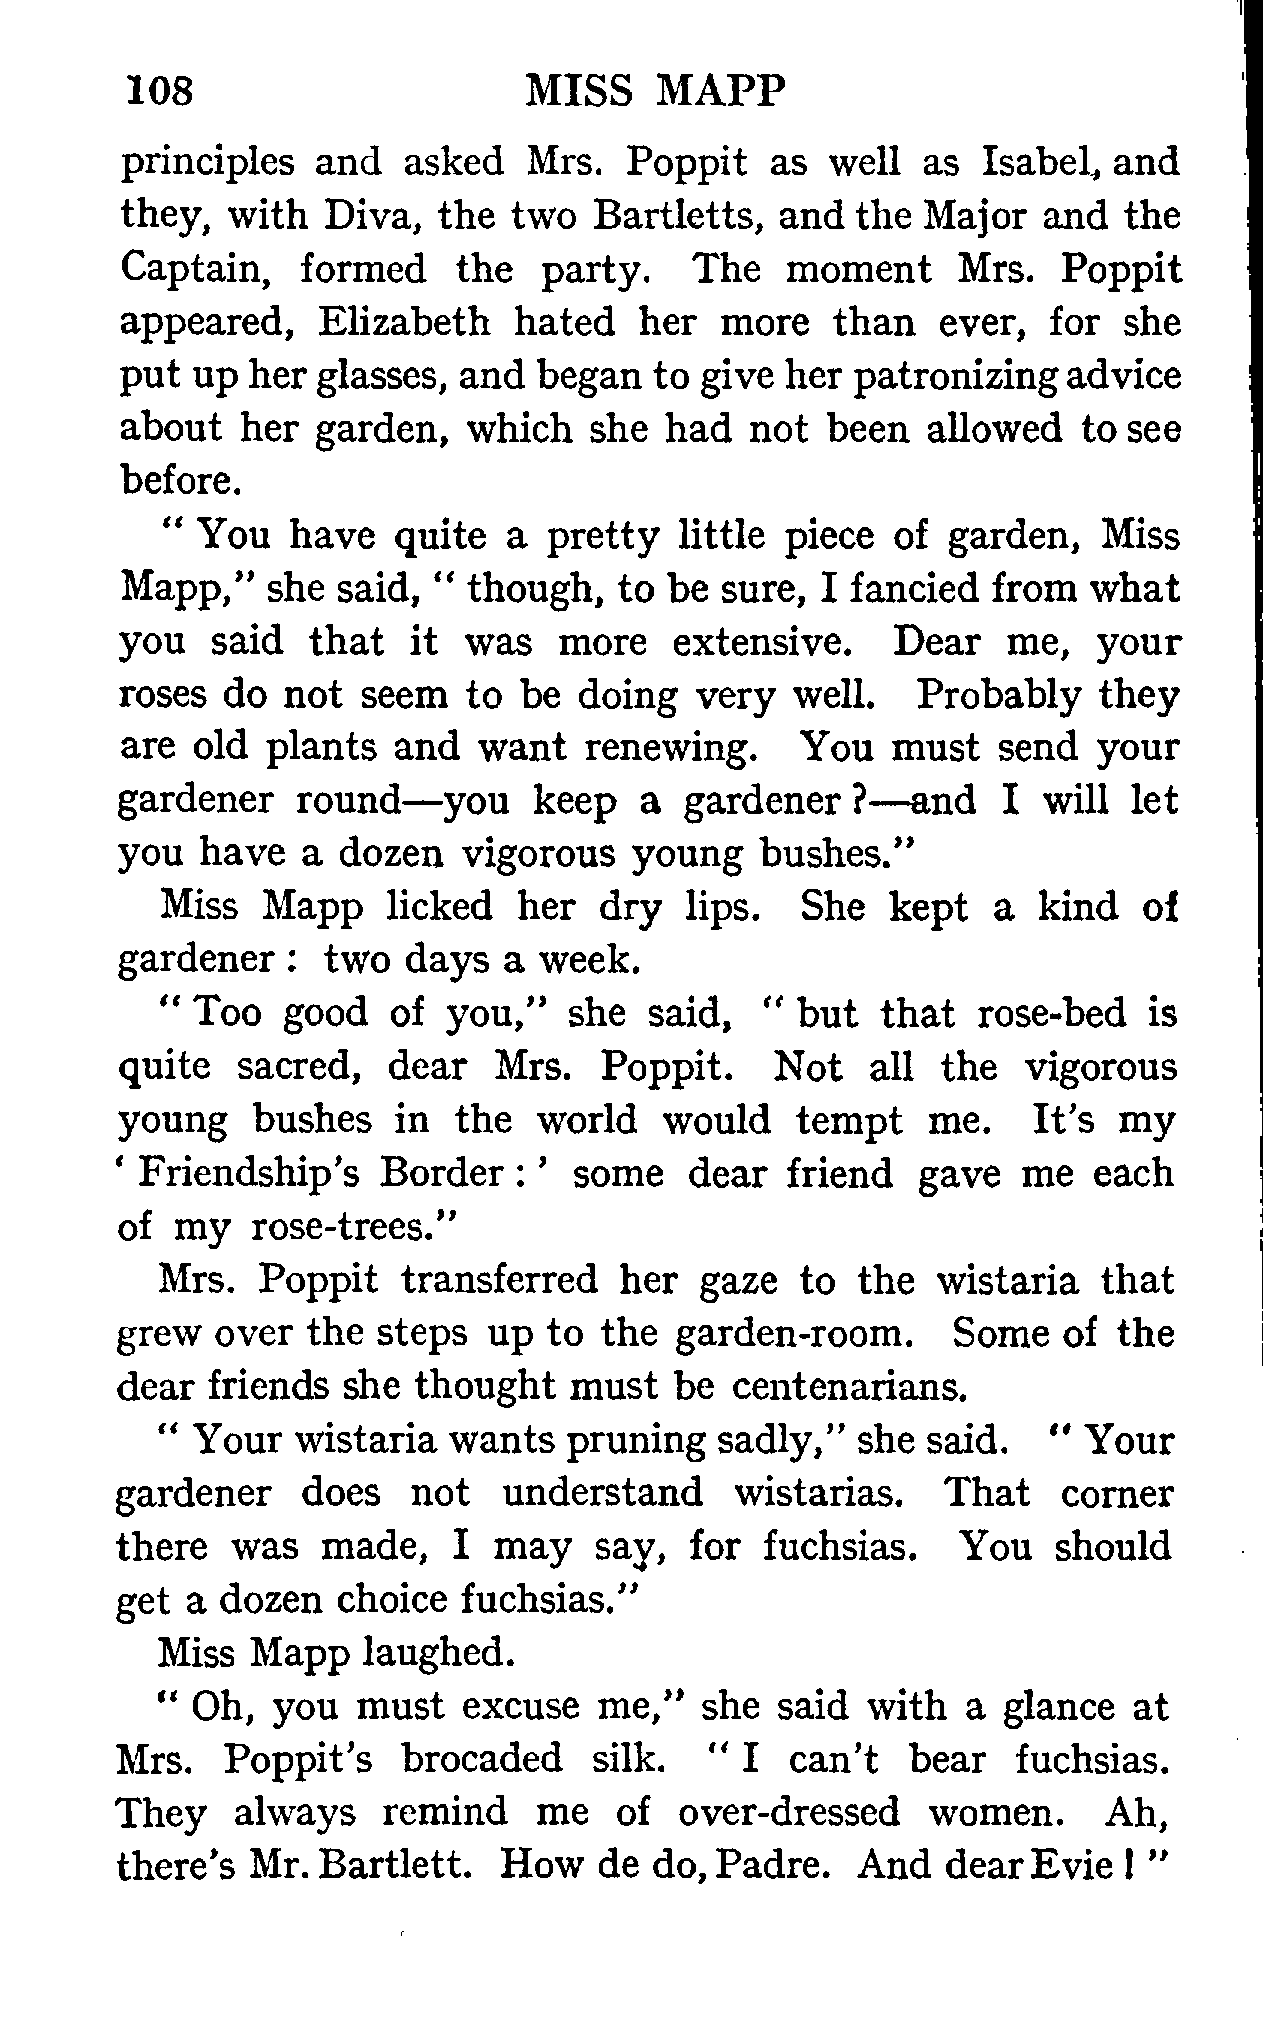 108 MISS MAPP
principles and asked Mrs. Poppit as well as Isabel, and
they, with Diva, the two Bartletts, and the Major and the
Captain, formed the party. The moment Mrs. Poppit
appeared, Elizabeth hated her more than ever, for she
put up her glasses, and began to give her patronizing advice
about her garden, which she had not been allowed to see
before.
" You have quite a pretty little piece of garden, Miss
Mapp," she said, " though, to be sure, I fancied from what
you said that it was more extensive. Dear me, your
roses do not seem to be doing very well. Probably they
are old plants and want renewing. You must send your
gardener round—you keep a gardener ?—and I will let
you have a dozen vigorous young bushes."
Miss Mapp licked her dry lips. She kept a kind of
gardener : two days a week.
" Too good of you," she said, " but that rose-bed is
quite sacred, dear Mrs. Poppit. Not all the vigorous
young bushes in the world would tempt me. It's my
' Friendship's Border : ' some dear friend gave me each
of my rose-trees."
Mrs. Poppit transferred her gaze to the wistaria that
grew over the steps up to the garden-room. Some of the
dear friends she thought must be centenarians.
" Your wistaria wants pruning sadly," she said. " Your
gardener does not understand wistarias. That corner
there was made, I may say, for fuchsias. You should
get a dozen choice fuchsias."
Miss Mapp laughed.
" Oh, you must excuse me," she said with a glance at
Mrs. Poppit's brocaded silk. " I can't bear fuchsias.
They always remind me of over-dressed women. Ah,
there's Mr. Bartlett. How de do, Padre. And dear Evie ! "